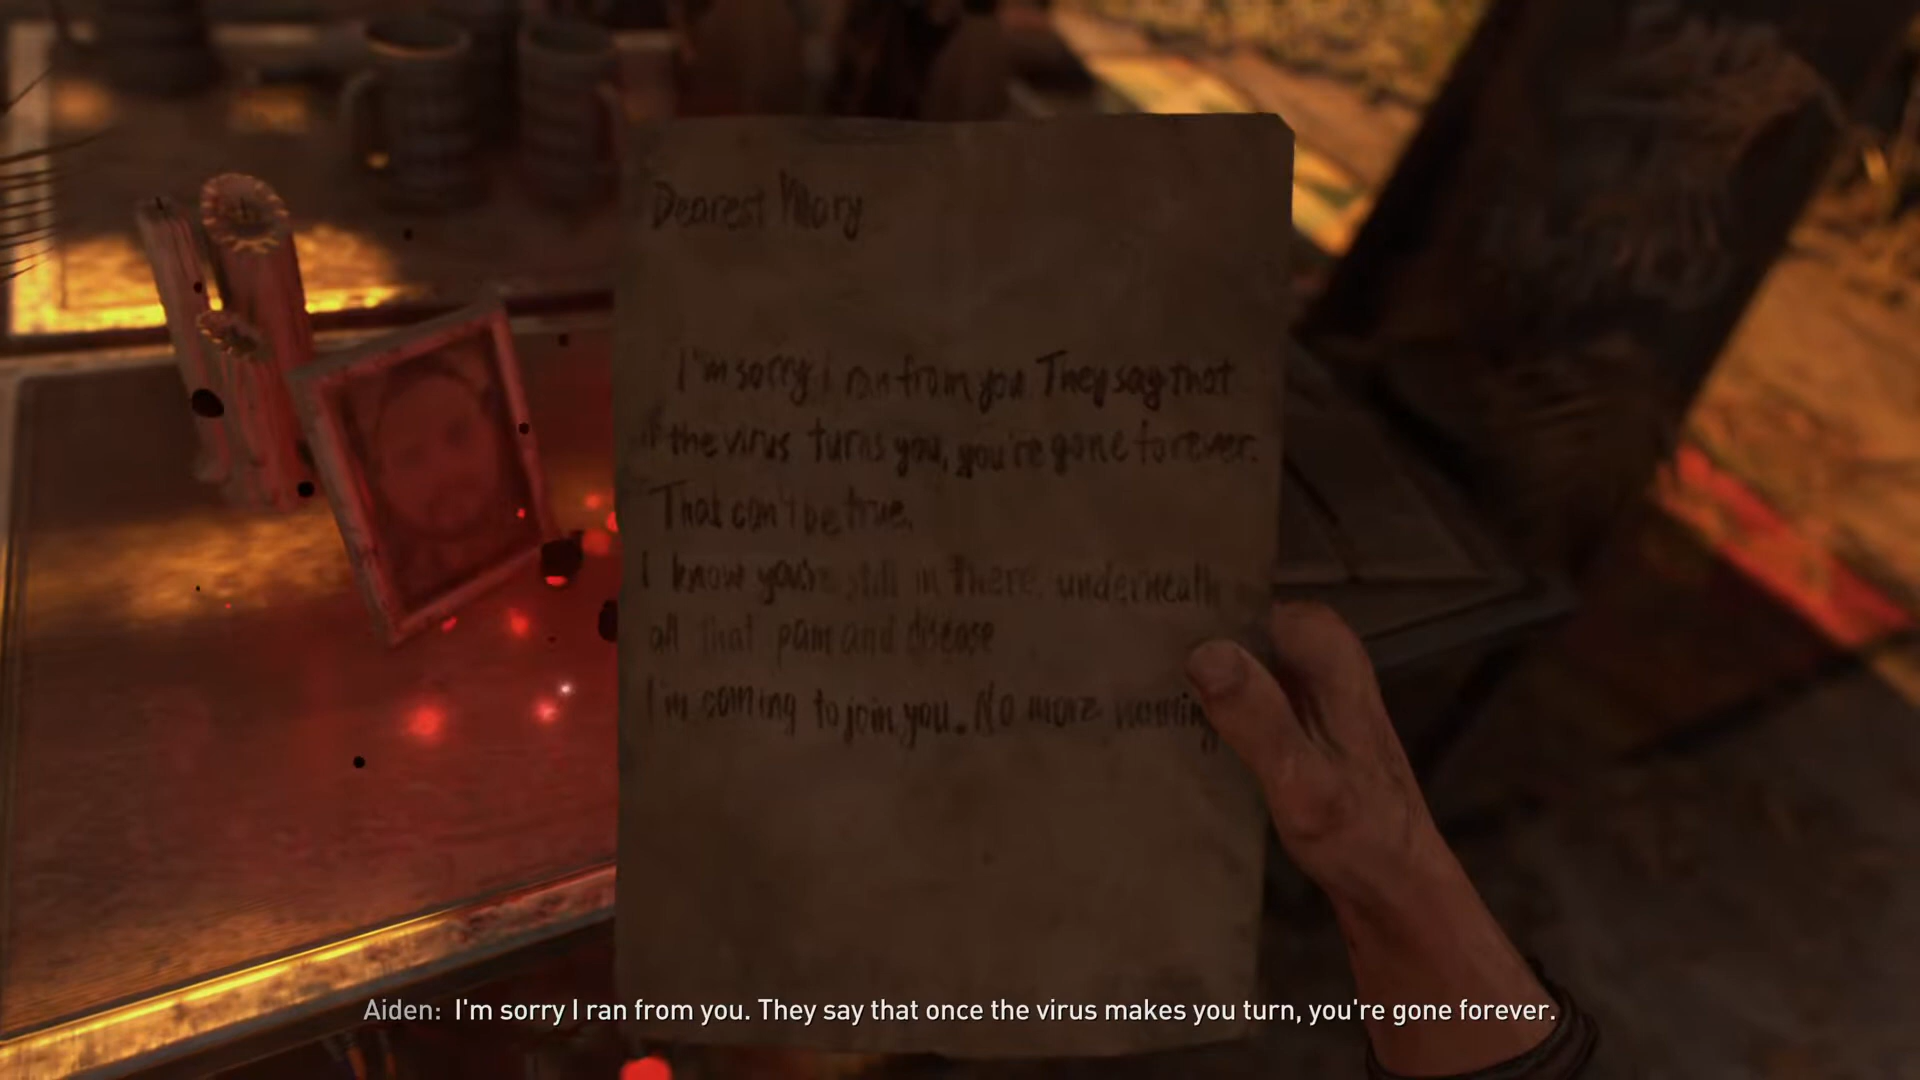 Dearest Mary
I'm sorry I ran from you They say that
if the virus turns you, you're gone forever.
That can't be true.
I know you're still in there, underneath
all that pain and disease
I'm coming to join you. No more running
Aiden: I'm sorry I ran from you. They say that once the virus makes you turn, you're gone forever.